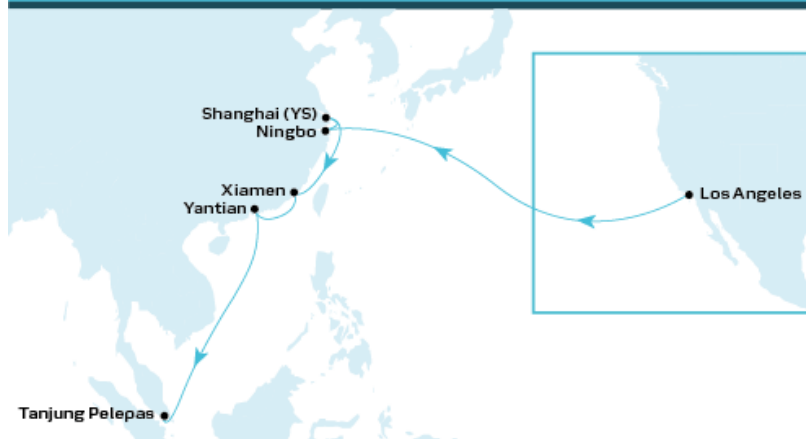 Shanghai (YS)
Ningbo
Xiamen
Yantian
Los Angeles
Tanjung Pelepas